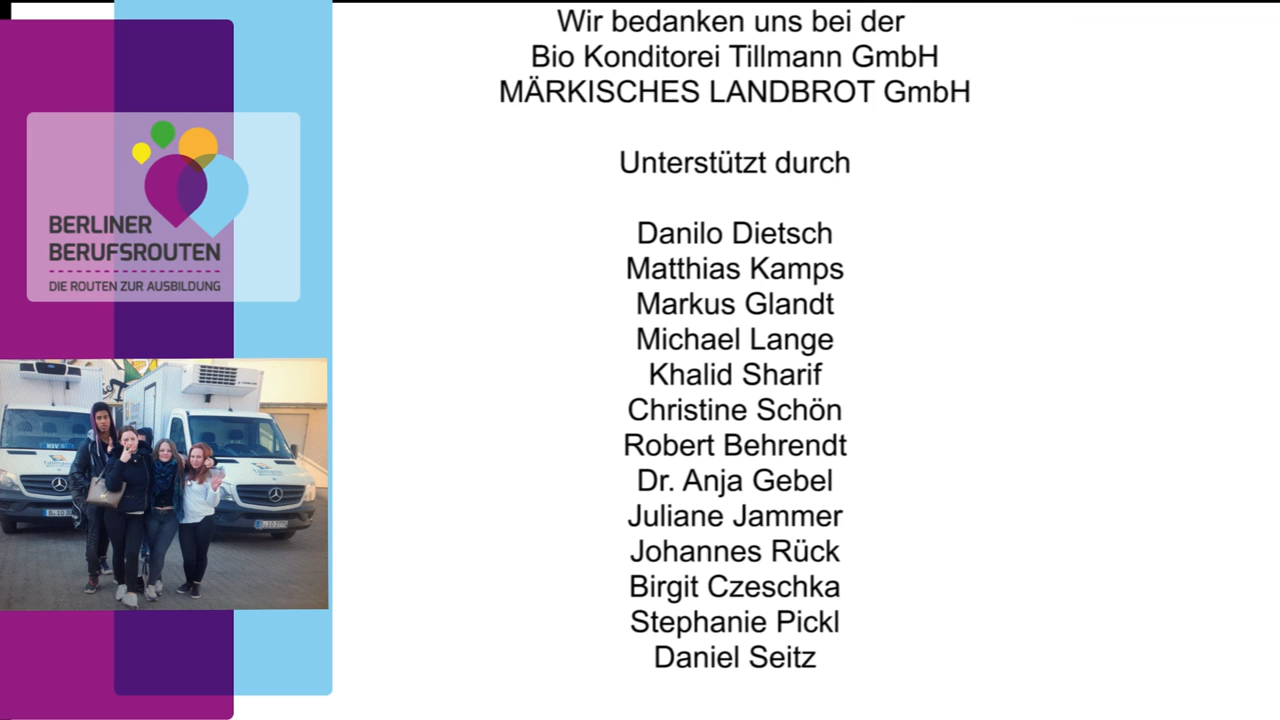 Wir bedanken uns bei der
Bio Konditorei Tillmann GmbH
MÄRKISCHES LANDBROT GmbH
Unterstützt durch
Danilo Dietsch
Matthias Kamps
Markus Glandt
Michael Lange
Khalid Sharif
Christine Schön
Robert Behrendt
Dr. Anja Gebel
Juliane Jammer
Johannes Rück
Birgit Czeschka
Stephanie Pickl
Daniel Seitz
BERLINER
BERUFSROUTEN
DIE ROUTEN ZUR AUSBILDUNG